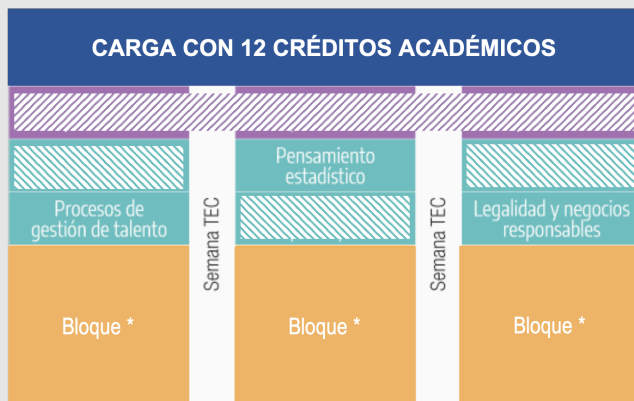 CARGA CON 12 CRÉDITOS ACADÉMICOS
Pensamiento
estadístico
Procesos de
gestión de talento
Semana TEC
Semana TEC
Legalidad y negocios
responsables
Bloque *
Bloque *
Bloque *